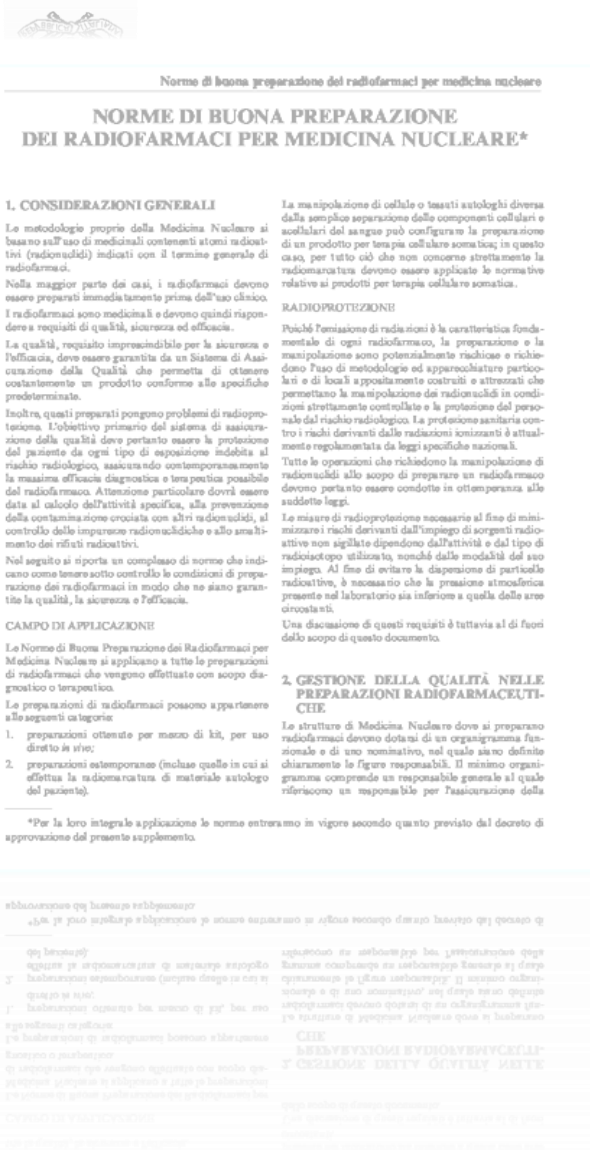 Norme di buona preparazione dei radiofarmaci per medicina nucleare
NORME DI BUONA PREPARAZIONE
DEI RADIOFARMACI PER MEDICINA NUCLEARE*
1. CONSIDERAZIONI GENERALI
Le metodologie proprie della Medicina Nucleare si
basano sull'uso di medicinali contenenti atomi radioat-
tivi (radionuclidi) indicati con il termine generale di
radiofarmaci.
Nella maggior parte dei casi, i radiofarmaci devono
essere preparati immediatamente prima dell'uso clinico.
I radiofarmaci sono medicinali e devono quindi rispon-
dere a requisiti di qualità, sicurezza ed efficacia.
La qualità, requisito imprescindibile per la sicurezza e
l'efficacia, deve essere garantita da un Sistema di Assi-
curazione della Qualità che permetta di ottenere
costantemente un prodotto conforme alle specifiche
predeterminate.
Inoltre, questi preparati pongono problemi di radiopro-
tezione. L'obiettivo primario del sistema di assicura-
zione della qualità deve pertanto essere la protezione
del paziente da ogni tipo di esposizione indebita al
rischio radiologico, assicurando contemporaneamente
la massima efficacia diagnostica e terapeutica possibile
del radiofarmaco. Attenzione particolare dovrà essere
data al calcolo dell'attività specifica, alla prevenzione
della contaminazione crociata con altri radionuclidi, al
controllo delle impurezze radionuclidiche e allo smalti-
mento dei rifiuti radioattivi.
Nel seguito si riporta un complesso di norme che indi-
cano come tenere sotto controllo le condizioni di prepa-
razione dei radiofarmaci in modo che ne siano garan-
tite la qualità, la sicurezza e l'efficacia.
CAMPO DI APPLICAZIONE
Le Norme di Buona Preparazione dei Radiofarmaci per
Medicina Nucleare si applicano a tutte le preparazioni
di radiofarmaci che vengono effettuate con scopo dia-
gnostico o terapeutico.
Le preparazioni di radiofarmaci possono appartenere
alle seguenti categorie:
1. preparazioni ottenute per mezzo di kit, per uso
diretto in vivo;
2. preparazioni estemporanee (incluse quelle in cui si
effettua la radiomarcatura di materiale autologo
del paziente).
La manipolazione di cellule o tessuti autologhi diversa
dalla semplice separazione delle componenti cellulari e
acellulari del sangue può configurare la preparazione
di un prodotto per terapia cellulare somatica; in questo
caso, per tutto ciò che non concerne strettamente la
radiomarcatura devono essere applicate le normative
relative ai prodotti per terapia cellulare somatica.
RADIOPROTEZIONE
Poiché l'emissione di radiazioni è la caratteristica fonda-
mentale di ogni radiofarmaco, la preparazione e la
manipolazione sono potenzialmente rischiose e richie-
dono l'uso di metodologie ed apparecchiature partico-
lari e di locali appositamente costruiti e attrezzati che
permettano la manipolazione dei radionuclidi in condi-
zioni strettamente controllate e la protezione del perso-
nale dal rischio radiologico. La protezione sanitaria con-
tro i rischi derivanti dalle radiazioni ionizzanti è attual-
mente regolamentata da leggi specifiche nazionali.
Tutte le operazioni che richiedono la manipolazione di
radionuclidi allo scopo di preparare un radiofarmaco
devono pertanto essere condotte in ottemperanza alle
suddette leggi.
Le misure di radioprotezione necessarie al fine di mini-
mizzare i rischi derivanti dall'impiego di sorgenti radio-
attive non sigillate dipendono dall'attività e dal tipo di
radioisotopo utilizzato, nonché dalle modalità del suo
impiego. Al fine di evitare la dispersione di particelle
radioattive, è necessario che la pressione atmosferica
presente nel laboratorio sia inferiore a quella delle aree
circostanti.
Una discussione di questi requisiti è tuttavia al di fuori
dello scopo di questo documento.
2. GESTIONE DELLA QUALITÀ NELLE
PREPARAZIONI RADIOFARMACEUTI-
CHE
Le strutture di Medicina Nucleare dove si preparano
radiofarmaci devono dotarsi di un organigramma fun-
zionale e di uno nominativo, nel quale siano definite
chiaramente le figure responsabili. Il minimo organi-
gramma comprende un responsabile generale al quale
riferiscono un responsabile per l'assicurazione della
*Per la loro integrale applicazione le norme entreranno in vigore secondo quanto previsto dal decreto di
approvazione del presente supplemento.